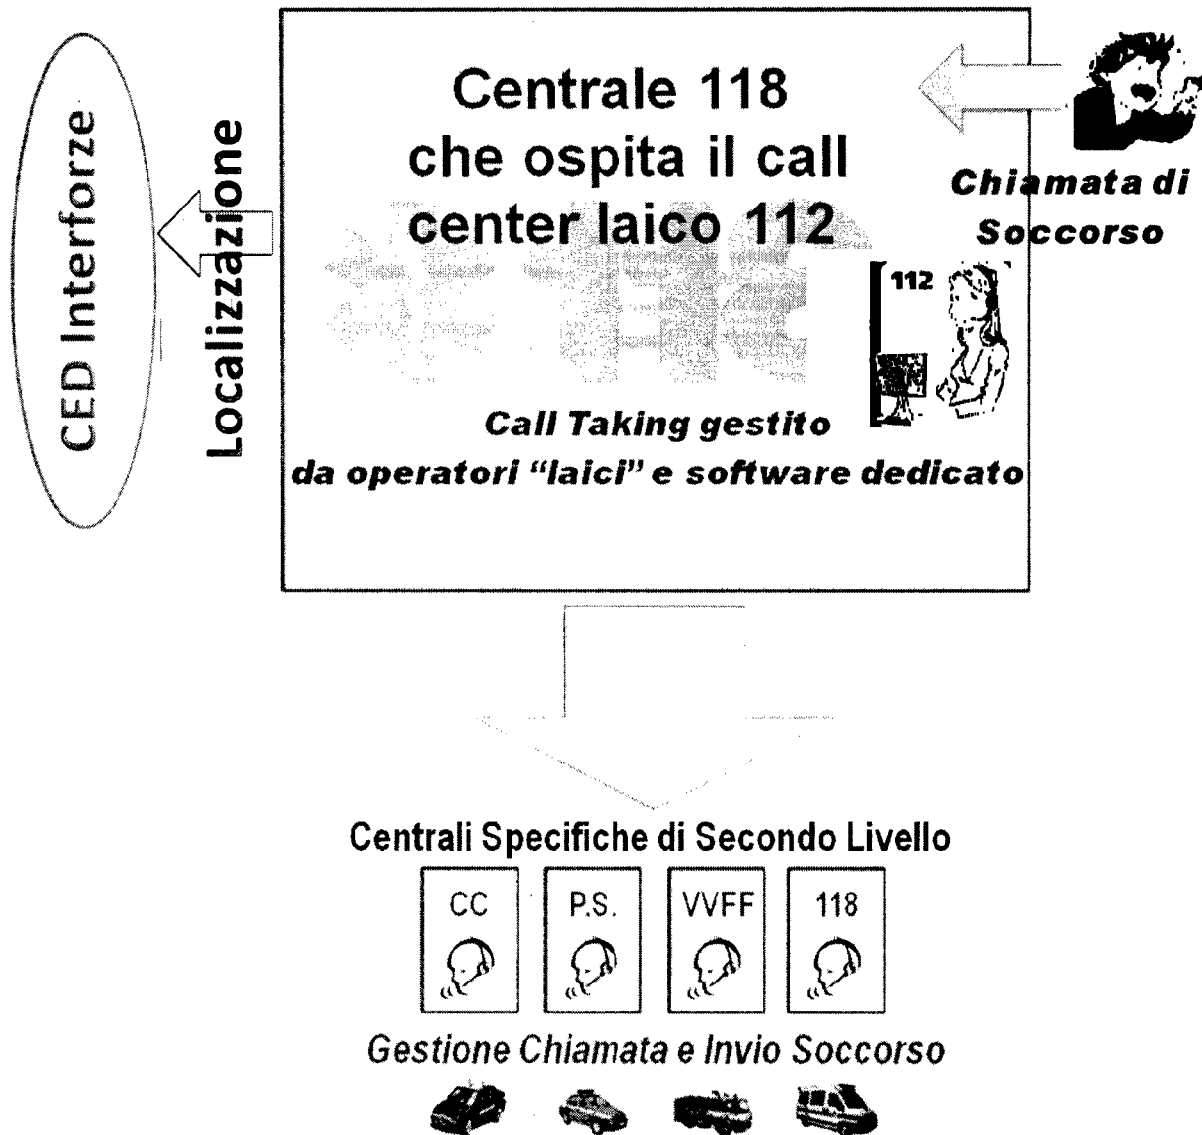 Centrale 118
che ospita il call
center laico 112
Chiamata di
Soccorso
112
CED Interforze
Localizzazione
Call Taking gestito
da operatori “laici” e software dedicato
Centrali Specifiche di Secondo Livello
CC
P.S.
VVFF
118
Gestione Chiamata e Invio Soccorso